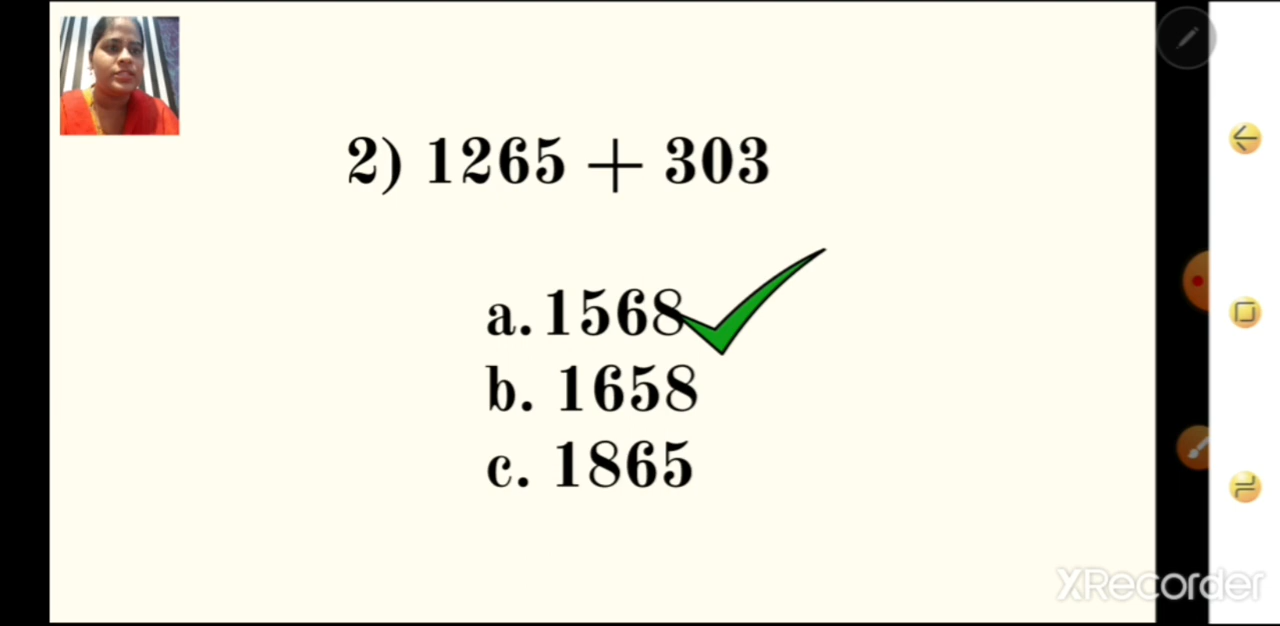 2) 1265 + 303
a. 1568
b. 1658
c. 1865
XRecorder